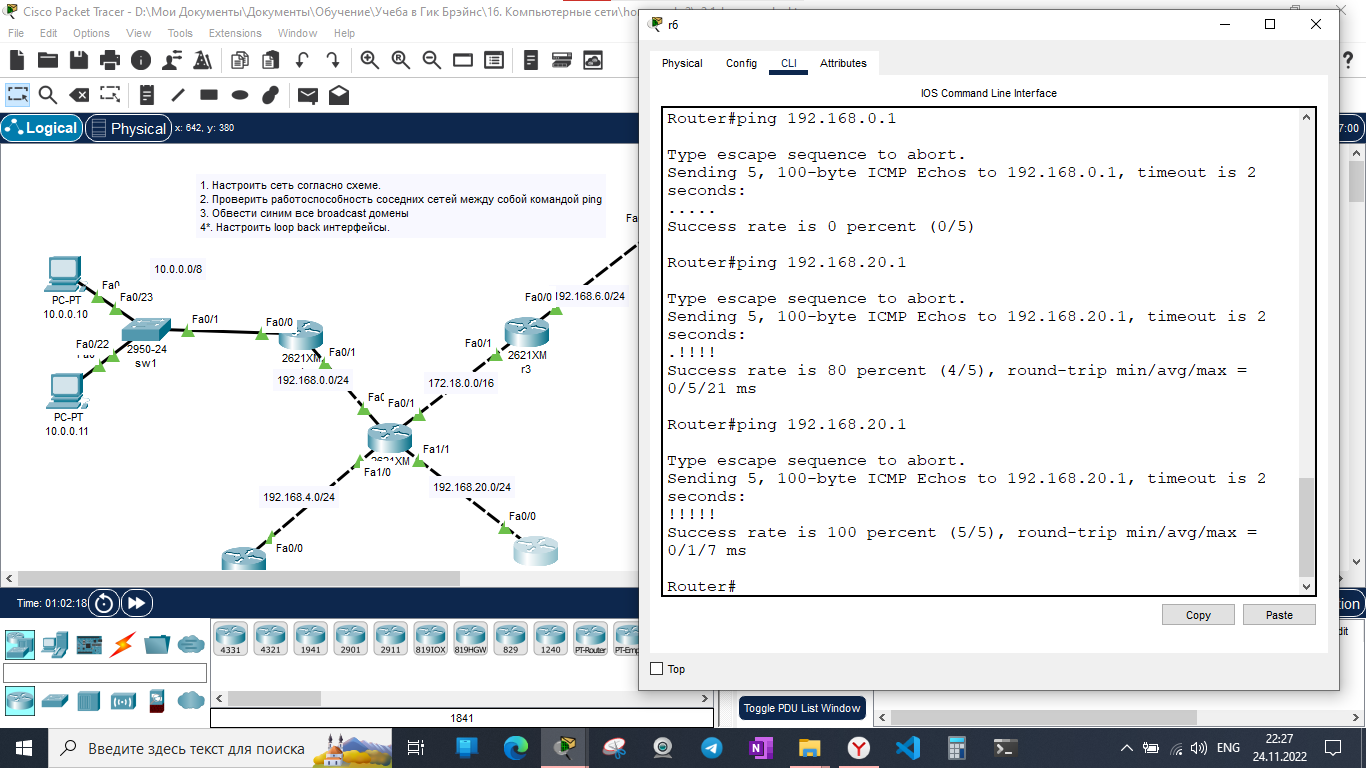 Cisco Packet Tracer - D:\Мои Документы\Документы\Обучение\Учеба в Гик Брэйнс\16. Компьютерные сети\hom
File Edit Options View Tools Extensions Window Help
Logical Physical x: 642, y: 380
7:00
1. Настроить сеть согласно схеме.
2. Проверить работоспособность соседних сетей между собой командой ping
3. Обвести синим все broadcast домены
4*. Настроить loop back интерфейсы.
10.0.0.0/8
PC-PT
10.0.0.10
Fa0/23
Fa0/1
Fa0/22
2950-24
sw1
PC-PT
10.0.0.11
Fa0/0
2621XM
Fa0/1
192.168.0.0/24
Fa0/0
192.168.6.0/24
Fa0/1
2621XM
r3
172.18.0.0/16
Fa0/1
Fa1/1
Fa1/0
192.168.4.0/24
192.168.20.0/24
Fa0/0
Fa0/0
r6
Physical Config CLI Attributes
IOS Command Line Interface
Router#ping 192.168.0.1
Type escape sequence to abort.
Sending 5, 100-byte ICMP Echos to 192.168.0.1, timeout is 2
seconds:
.....
Success rate is 0 percent (0/5)
Router#ping 192.168.20.1
Type escape sequence to abort.
Sending 5, 100-byte ICMP Echos to 192.168.20.1, timeout is 2
seconds:
.!!!!
Success rate is 80 percent (4/5), round-trip min/avg/max =
0/5/21 ms
Router#ping 192.168.20.1
Type escape sequence to abort.
Sending 5, 100-byte ICMP Echos to 192.168.20.1, timeout is 2
seconds:
!!!!!
Success rate is 100 percent (5/5), round-trip min/avg/max =
0/1/7 ms
Router#
Copy Paste
Top
Time: 01:02:18
4331 4321 1941 2901 2911 819IOX 819HGW 829 1240 PT-Router PT-Emp
1841
Toggle PDU List Window
Введите здесь текст для поиска
ENG
22:27
24.11.2022